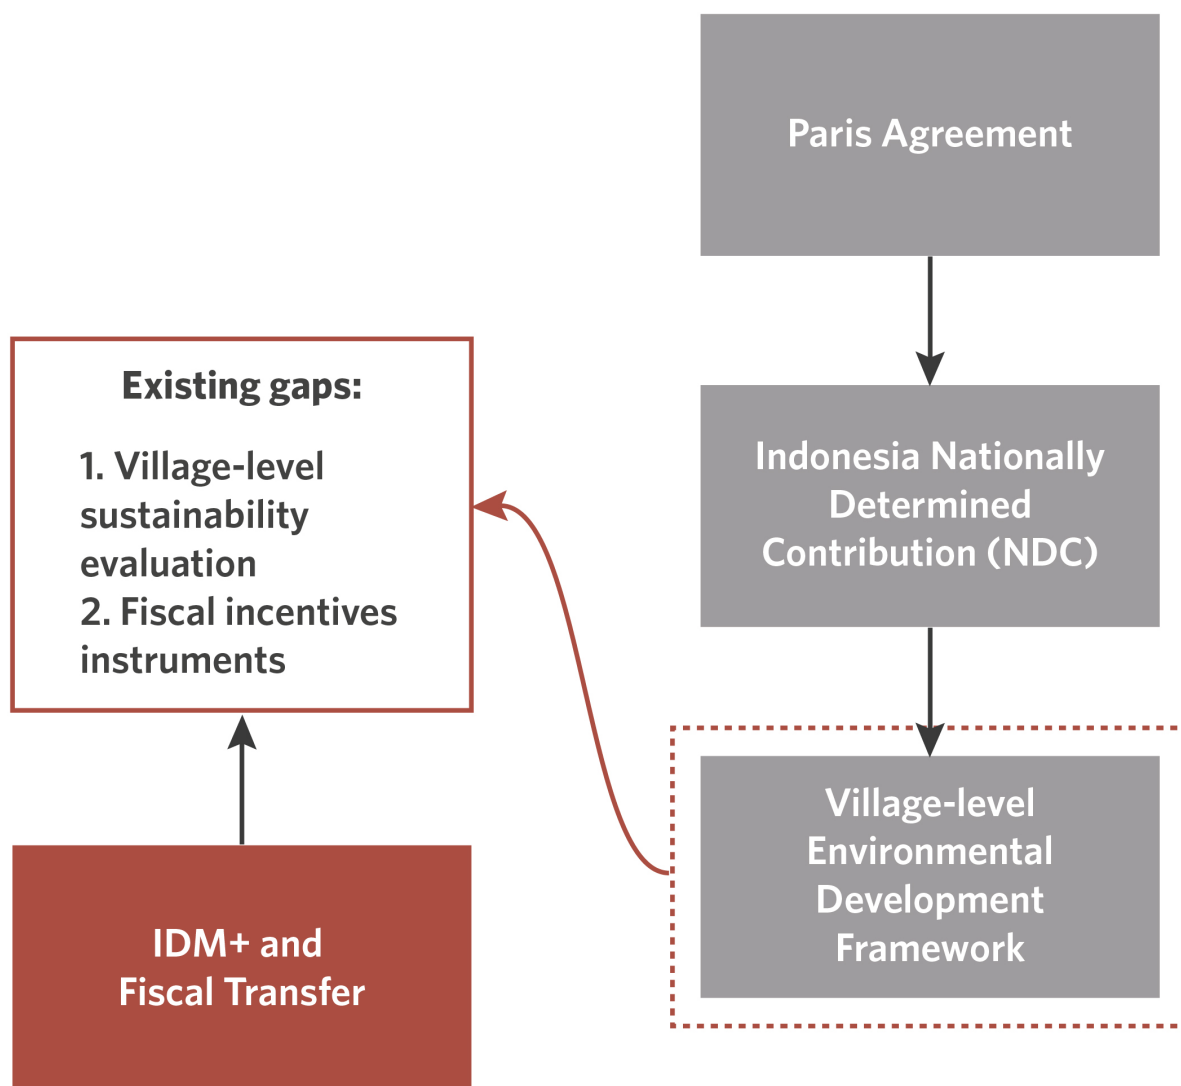 Paris Agreement
Existing gaps:
1. Village-level
sustainability
evaluation
2. Fiscal incentives
instruments
Indonesia Nationally
Determined
Contribution (NDC)
Village-level
Environmental
Development
Framework
IDM+ and
Fiscal Transfer